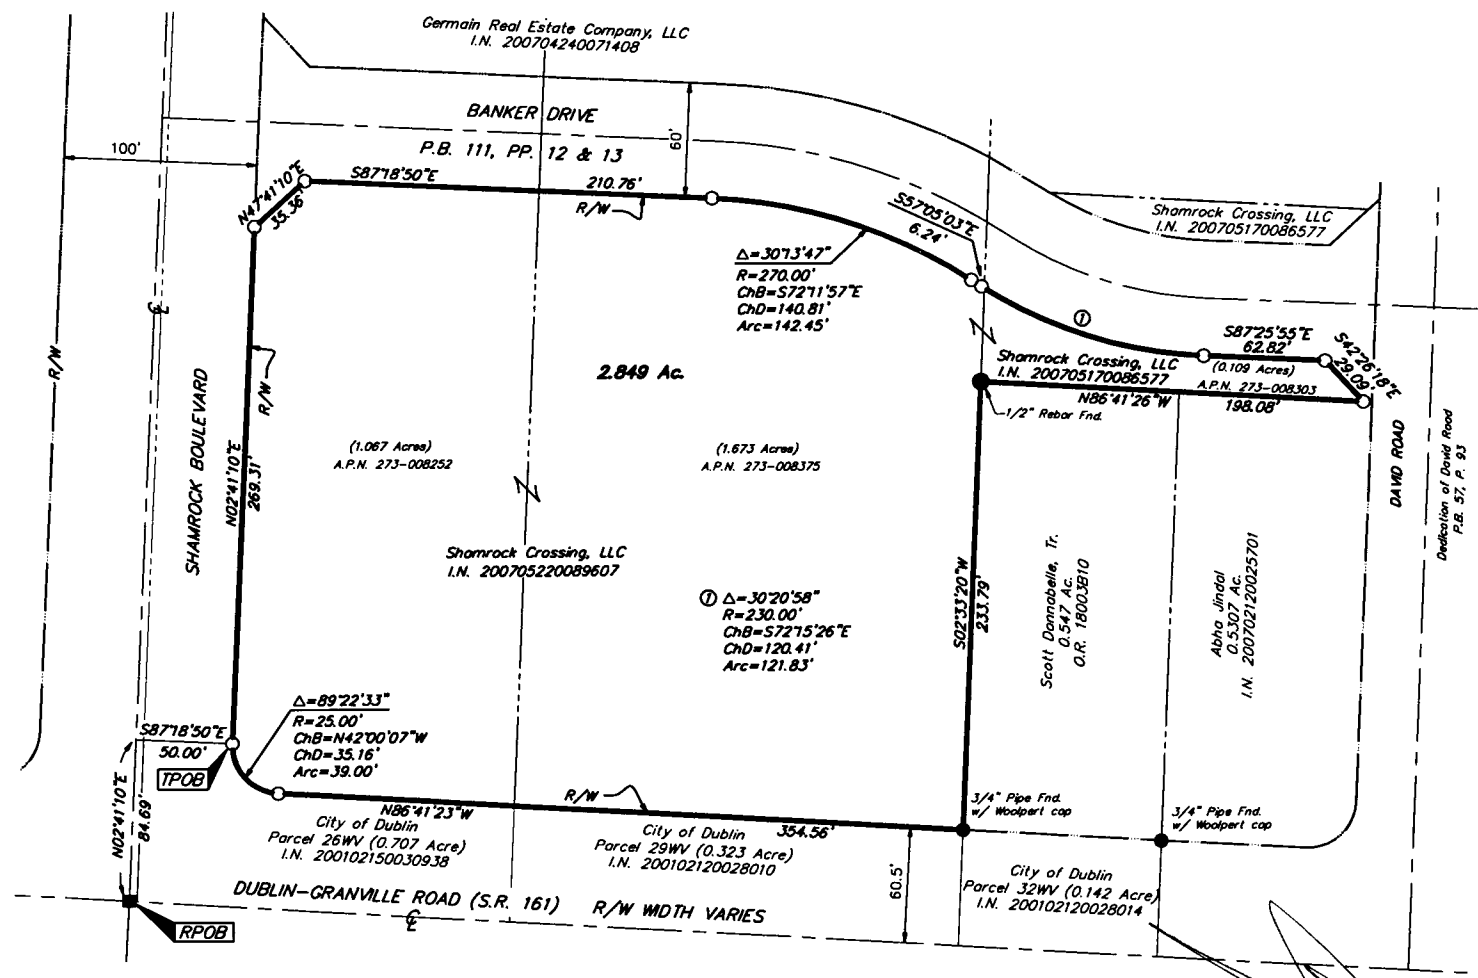 Germain Real Estate Company, LLC
I.N. 200704240071408
BANKER DRIVE
P.B. 111, PP. 12 & 13
60'
100'
N47°41'10"E
35.36'
S87°18'50"E
210.76'
R/W
S57°05'03"E
6.24'
Shamrock Crossing, LLC
I.N. 200705170086577
Δ=30°13'47"
R=270.00'
ChB=S72°11'57"E
ChD=140.81'
Arc=142.45'
①
S87°25'55"E
62.82'
(0.109 Acres)
A.P.N. 273-008303
S42°26'18"E
29.09'
Shamrock Crossing, LLC
I.N. 200705170086577
N86°41'26"W
198.08'
1/2" Rebar Fnd.
2.849 Ac.
R/W
R/W
SHAMROCK BOULEVARD
N02°41'10"E
269.31'
(1.067 Acres)
A.P.N. 273-008252
(1.673 Acres)
A.P.N. 273-008375
DAVID ROAD
Dedication of David Road
P.B. 57, P. 93
Shamrock Crossing, LLC
I.N. 200705220089607
S02°33'20"W
233.79'
Scott Dannabelle, Tr.
0.547 Ac.
O.R. 18003B10
Abha Jindal
0.5307 Ac.
I.N. 200702120025701
① Δ=30°20'58"
R=230.00'
ChB=S72°15'26"E
ChD=120.41'
Arc=121.83'
Δ=89°22'33"
R=25.00'
ChB=N42°00'07"W
ChD=35.16'
Arc=39.00'
S87°18'50"E
50.00'
TPOB
N02°41'10"E
84.69'
R/W
N86°41'23"W
354.56'
3/4" Pipe Fnd.
w/ Woolpert cap
3/4" Pipe Fnd.
w/ Woolpert cap
City of Dublin
Parcel 26WV (0.707 Acre)
I.N. 200102150030938
City of Dublin
Parcel 29WV (0.323 Acre)
I.N. 200102120028010
60.5'
City of Dublin
Parcel 32WV (0.142 Acre)
I.N. 200102120028014
DUBLIN-GRANVILLE ROAD (S.R. 161) R/W WIDTH VARIES
RPOB